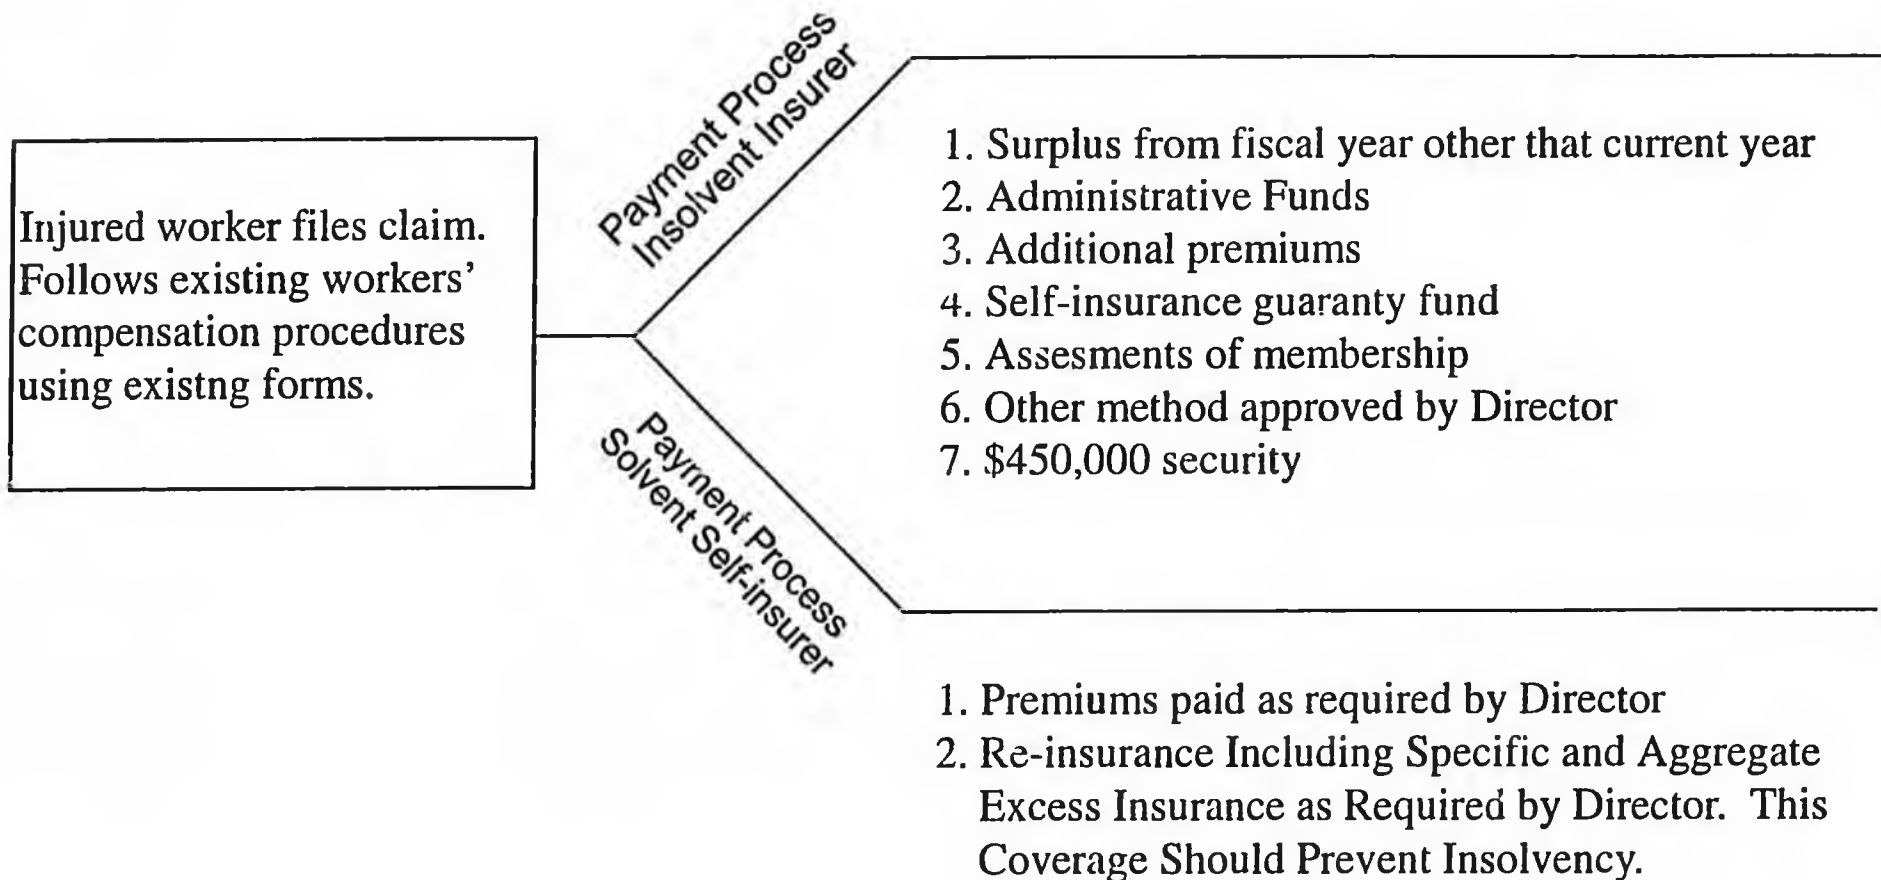 Injured worker files claim.
Follows existing workers'
compensation procedures
using existng forms.
Payment Process
Insolvent Insurer
1. Surplus from fiscal year other that current year
2. Administrative Funds
3. Additional premiums
4. Self-insurance guaranty fund
5. Assesments of membership
6. Other method approved by Director
7. $450,000 security
Payment Process
Solvent Self-insurer
1. Premiums paid as required by Director
2. Re-insurance Including Specific and Aggregate
Excess Insurance as Required by Director. This
Coverage Should Prevent Insolvency.